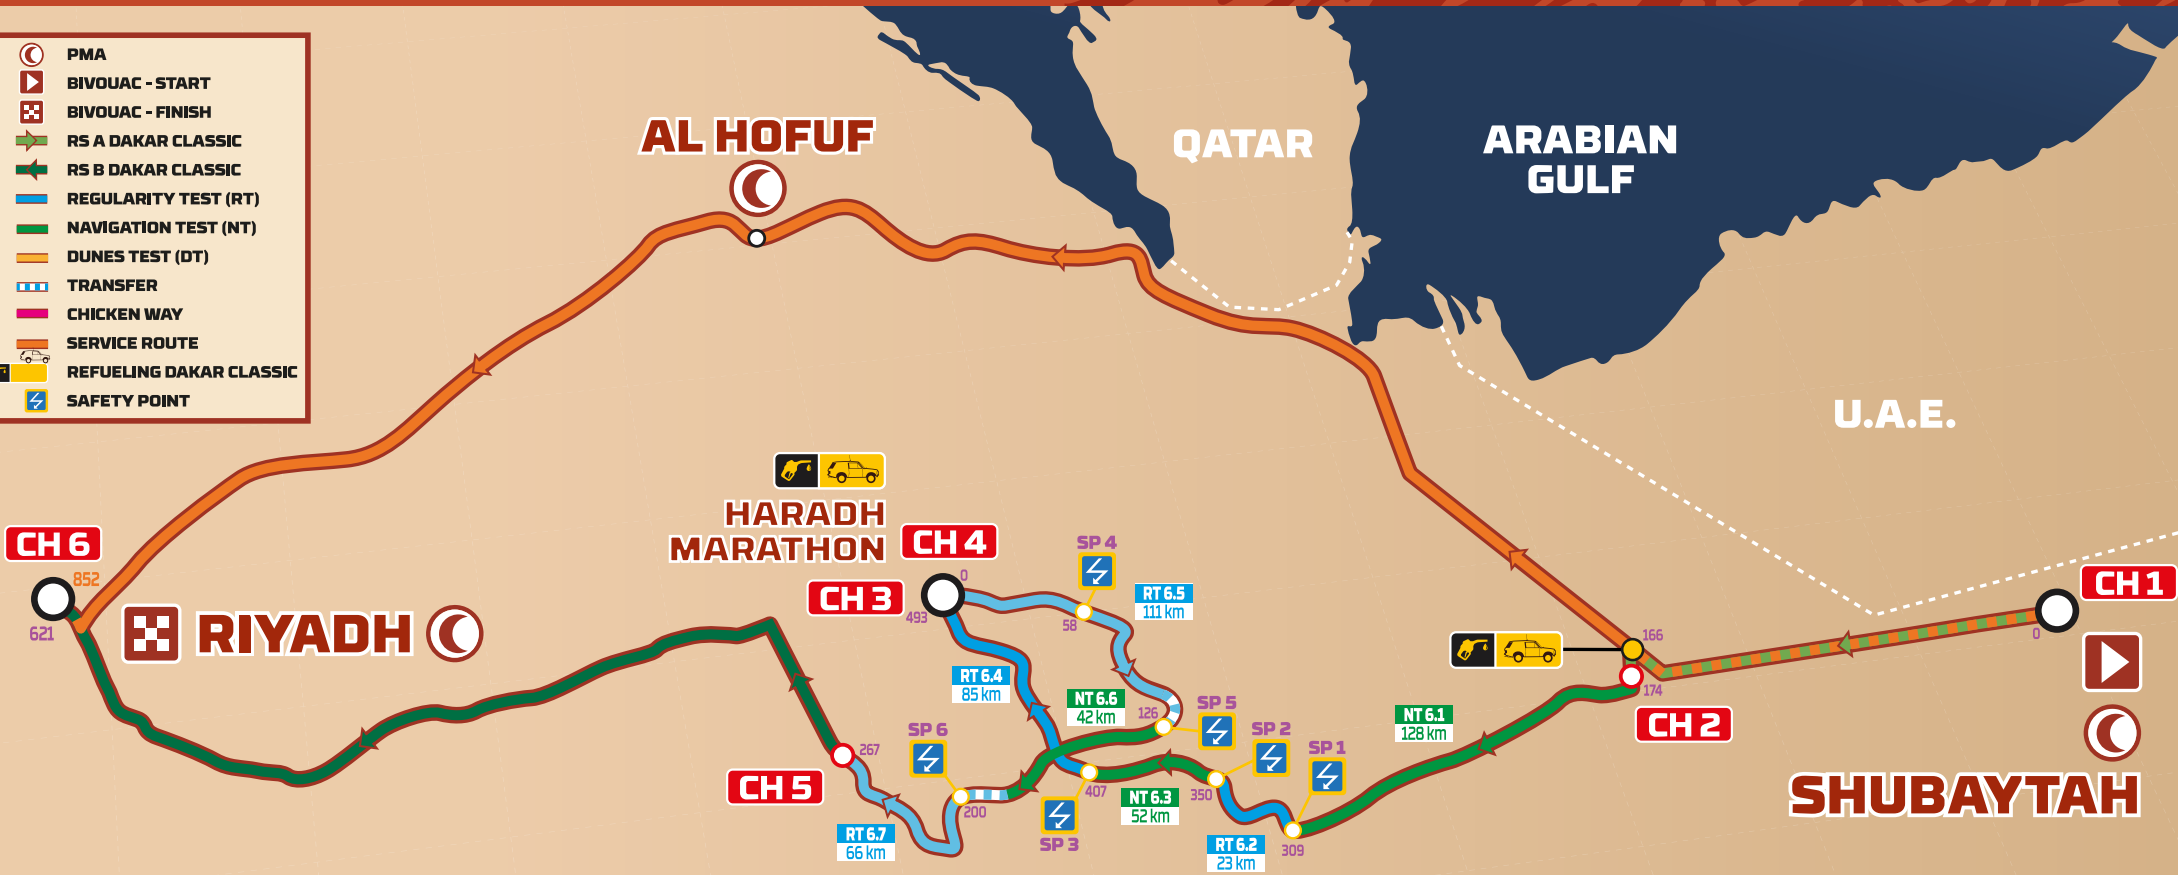 PMA
BIVOUAC - START
BIVOUAC - FINISH
RS A DAKAR CLASSIC
RS B DAKAR CLASSIC
REGULARITY TEST (RT)
NAVIGATION TEST (NT)
DUNES TEST (DT)
TRANSFER
CHICKEN WAY
SERVICE ROUTE
REFUELING DAKAR CLASSIC
SAFETY POINT
AL HOFUF
QATAR
ARABIAN
GULF
U.A.E.
HARADH
MARATHON
CH 4
CH 3
0
493
SP 4
58
RT 6.5
111 km
CH 6
852
621
RIYADH
CH 1
0
166
174
CH 2
SHUBAYTAH
RT 6.4
85 km
NT 6.6
42 km
126
SP 5
SP 2
SP 1
NT 6.1
128 km
SP 6
267
CH 5
200
407
350
NT 6.3
52 km
SP 3
RT 6.7
66 km
RT 6.2
23 km
309